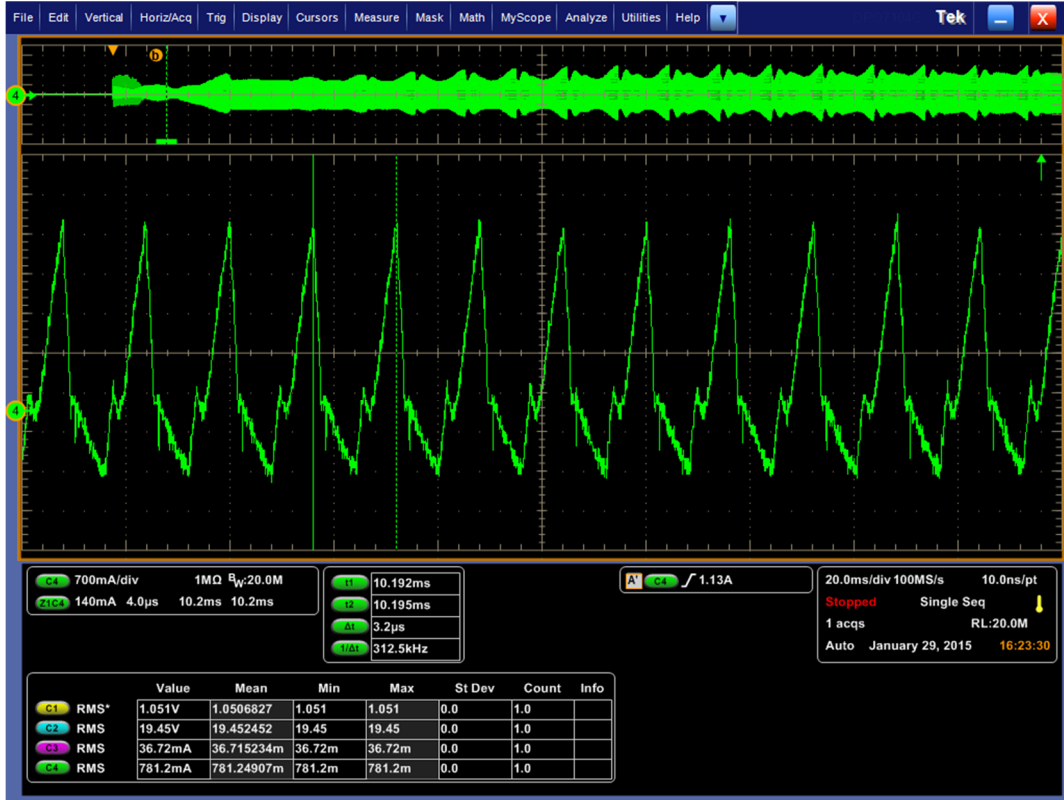 File Edit Vertical Horiz/Acq Trig Display Cursors Measure Mask Math MyScope Analyze Utilities Help Tek X
b
4
4
C4 700mA/div 1MΩ BW:20.0M
Z1C4 140mA 4.0µs 10.2ms 10.2ms
t1 10.192ms
t2 10.195ms
Δt 3.2µs
1/Δt 312.5kHz
A' C4 1.13A
20.0ms/div 100MS/s 10.0ns/pt
Stopped Single Seq
1 acqs RL:20.0M
Auto January 29, 2015 16:23:30
Value Mean Min Max St Dev Count Info
C1 RMS* 1.051V 1.0506827 1.051 1.051 0.0 1.0
C2 RMS 19.45V 19.452452 19.45 19.45 0.0 1.0
C3 RMS 36.72mA 36.715234m 36.72m 36.72m 0.0 1.0
C4 RMS 781.2mA 781.24907m 781.2m 781.2m 0.0 1.0